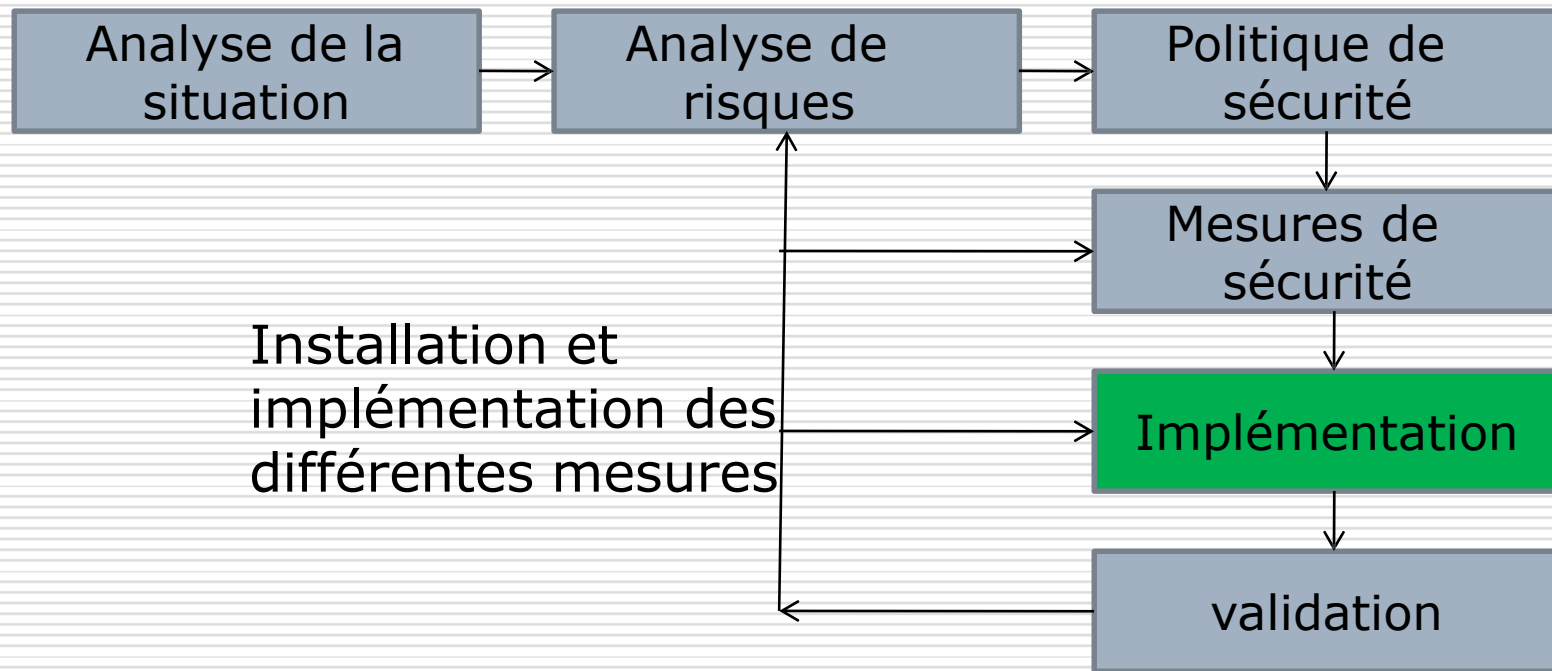 Analyse de la
situation
Analyse de
risques
Politique de
sécurité
Mesures de
sécurité
Installation et
implémentation des
différentes mesures
Implémentation
validation